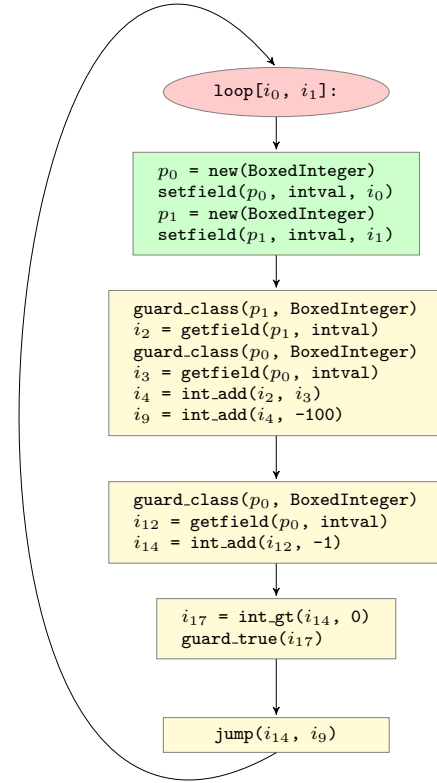 loop[i₀, i₁]:
p₀ = new(BoxedInteger)
setfield(p₀, intval, i₀)
p₁ = new(BoxedInteger)
setfield(p₁, intval, i₁)
guard_class(p₁, BoxedInteger)
i₂ = getfield(p₁, intval)
guard_class(p₀, BoxedInteger)
i₃ = getfield(p₀, intval)
i₄ = int_add(i₂, i₃)
i₉ = int_add(i₄, -100)
guard_class(p₀, BoxedInteger)
i₁₂ = getfield(p₀, intval)
i₁₄ = int_add(i₁₂, -1)
i₁₇ = int_gt(i₁₄, 0)
guard_true(i₁₇)
jump(i₁₄, i₉)